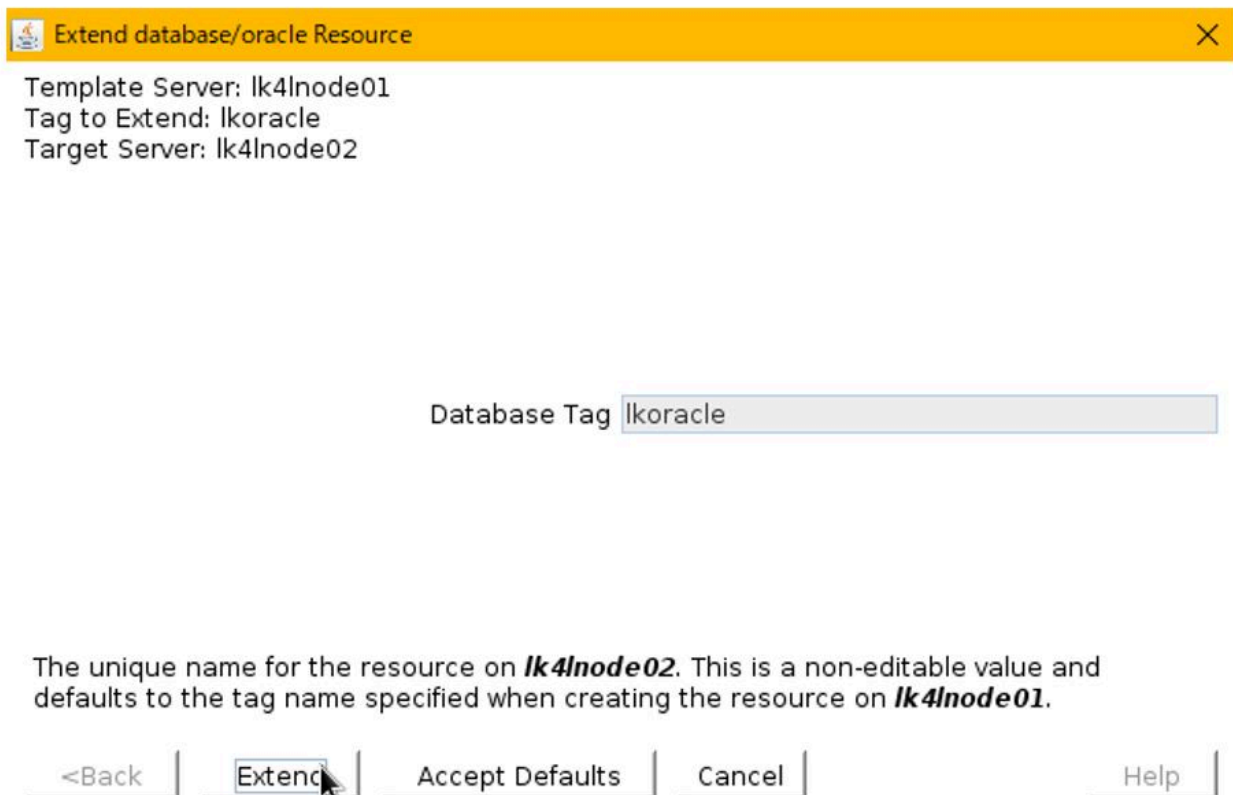 Extend database/oracle Resource
Template Server: lk4lnode01
Tag to Extend: lkoracle
Target Server: lk4lnode02
Database Tag lkoracle
The unique name for the resource on lk4lnode02. This is a non-editable value and
defaults to the tag name specified when creating the resource on lk4lnode01.
<Back Extend Accept Defaults Cancel Help